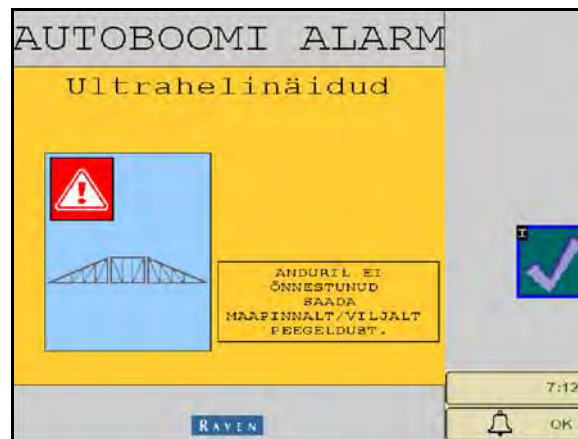 AUTOBOOMI ALARM
Ultrahelinäidud
I
ANDURIL EI
ÕNNESTUNUD
SAADA
MAAPINNALT/VILJALT
PEEGELDUST.
7:12
RAVEN
OK